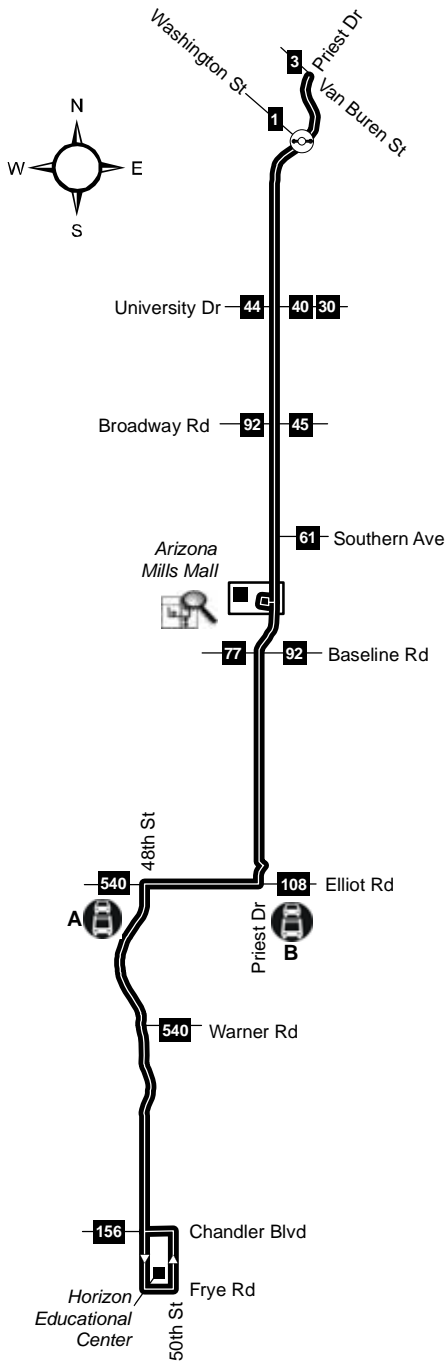 Priest Dr
3
Washington St
Van Buren St
1
N
W E
S
University Dr 44 40 30
Broadway Rd 92 45
61 Southern Ave
Arizona
Mills Mall
77 92 Baseline Rd
48th St
540 108 Elliot Rd
A
Priest Dr
B
540 Warner Rd
156 Chandler Blvd
Frye Rd
Horizon
Educational
Center
50th St